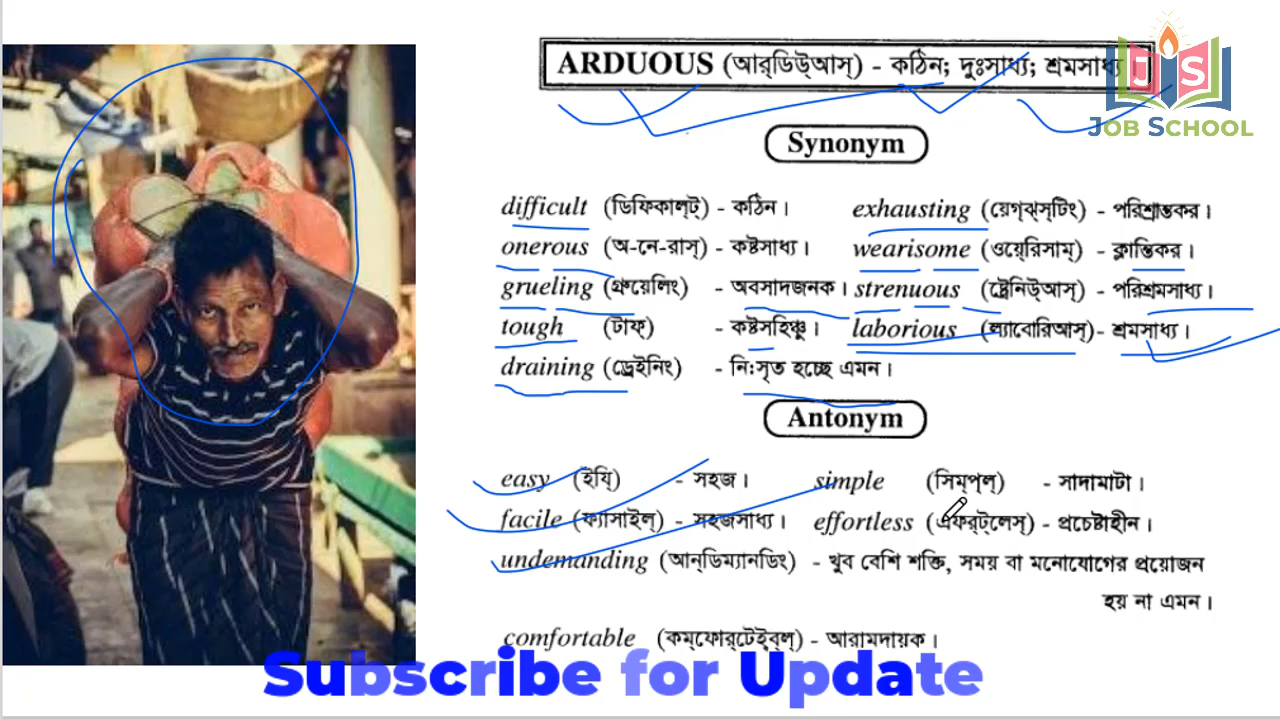 ARDUOUS (আর্ডিউ্আস্) - কঠিন; দুঃসাধ্য; শ্রমসাধ্য।
JS
JOB SCHOOL
Synonym
difficult (ডিফিকাল্ট্) - কঠিন। exhausting (য়েগ্ঝ্স্টিং) - পরিশ্রান্তকর।
onerous (অ-নে-রাস্) - কষ্টসাধ্য। wearisome (ওয়্যেরিসাম্) - ক্লান্তিকর।
grueling (গ্রুয়েলিং) - অবসাদজনক। strenuous (স্ট্রেনিউ্আস্) - পরিশ্রমসাধ্য।
tough (টাফ্) - কষ্টসহিষ্ণু। laborious (ল্যাবোরিআস্) - শ্রমসাধ্য।
draining (ড্রেইনিং) - নিঃসৃত হচ্ছে এমন।
Antonym
easy (ইয্যি) - সহজ। simple (সিম্প্ল্) - সাদামাটা।
facile (ফ্যাসাইল্) - সহজসাধ্য। effortless (এফর্ট্লেস্) - প্রচেষ্টাহীন।
undemanding (আন্ডিম্যানডিং) - খুব বেশি শক্তি, সময় বা মনোযোগের প্রয়োজন
হয় না এমন।
comfortable (কম্ফোর্টেইব্ল্) - আরামদায়ক।
Subscribe for Update